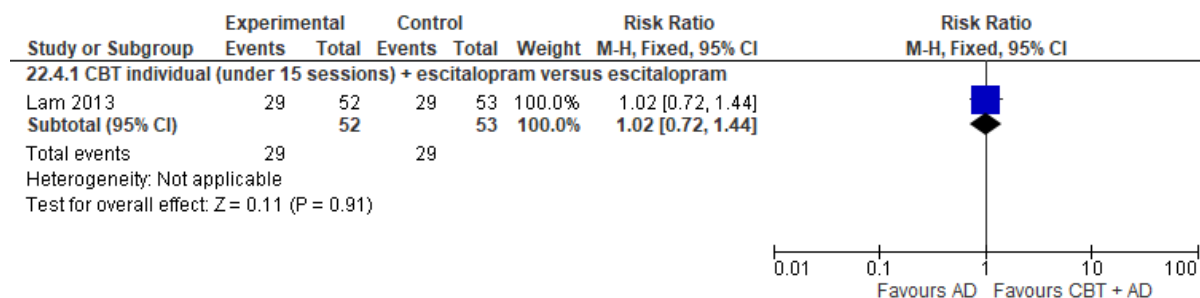 Experimental Control Risk Ratio Risk Ratio
Study or Subgroup Events Total Events Total Weight M-H, Fixed, 95% CI M-H, Fixed, 95% CI
22.4.1 CBT individual (under 15 sessions) + escitalopram versus escitalopram
Lam 2013 29 52 29 53 100.0% 1.02 [0.72, 1.44]
Subtotal (95% CI) 52 53 100.0% 1.02 [0.72, 1.44]
Total events 29 29
Heterogeneity: Not applicable
Test for overall effect: Z = 0.11 (P = 0.91)
0.01 0.1 1 10 100
Favours AD Favours CBT + AD